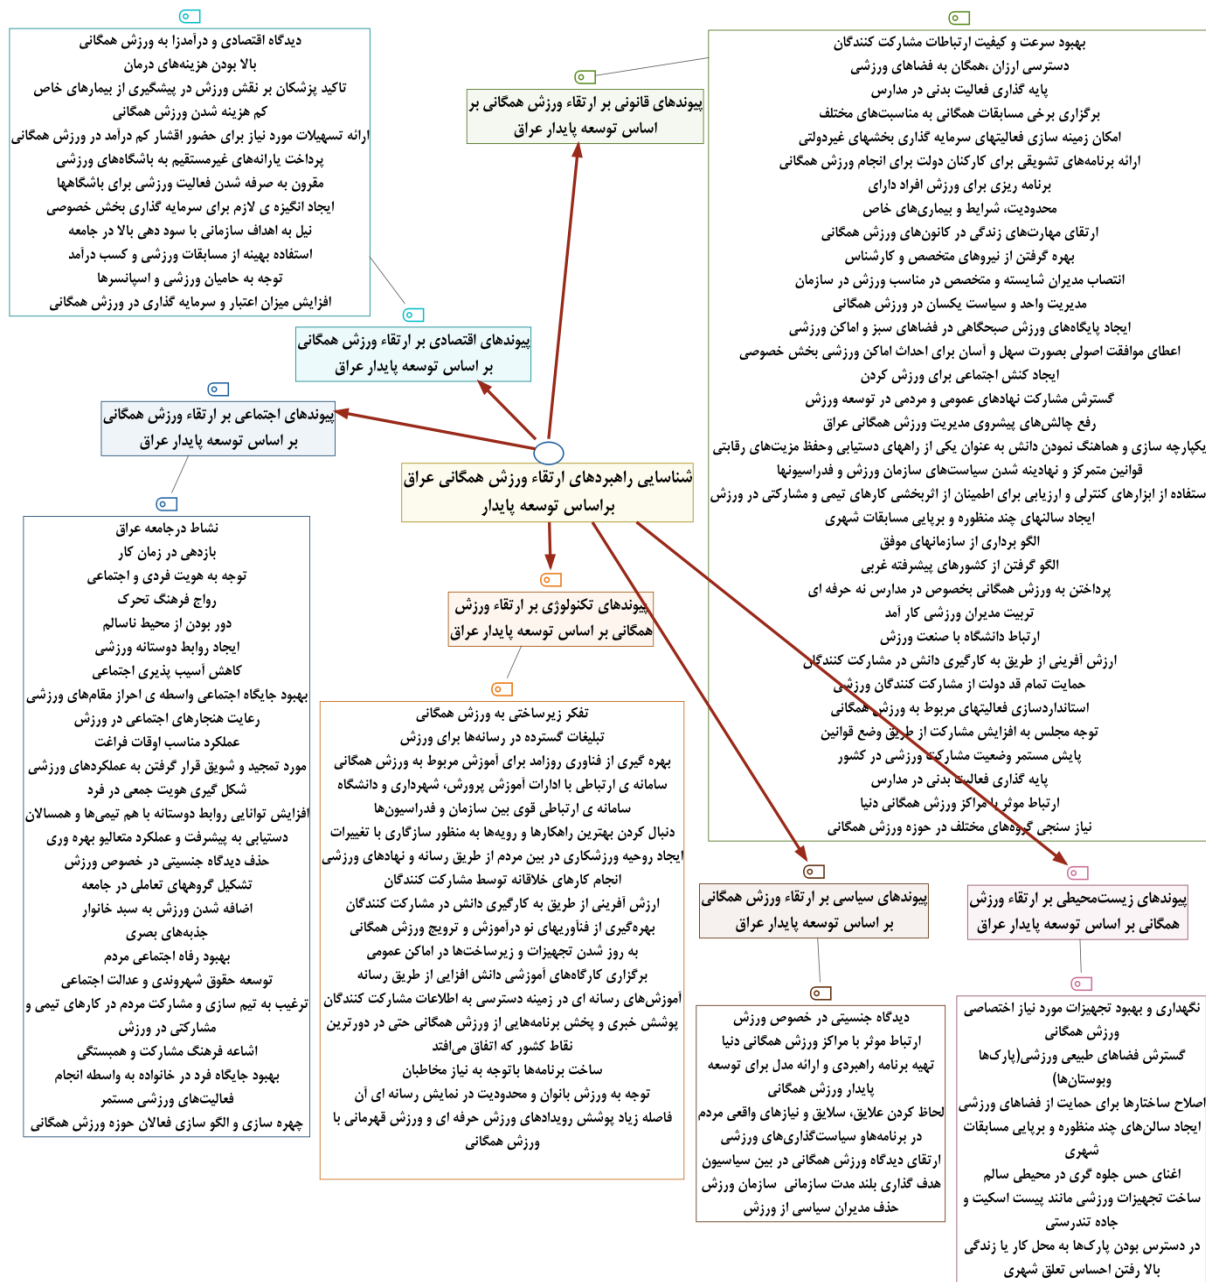 دیدگاه اقتصادی و درآمدزا به ورزش همگانی
بالا بودن هزینه‌های درمان
تاکید پزشکان بر نقش ورزش در پیشگیری از بیمارهای خاص
کم هزینه شدن ورزش همگانی
ارائه تسهیلات مورد نیاز برای حضور اقشار کم درآمد در ورزش همگانی
پرداخت یارانه‌های غیرمستقیم به باشگاه‌های ورزشی
مقرون به صرفه شدن فعالیت ورزشی برای باشگاهها
ایجاد انگیزه ی لازم برای سرمایه گذاری بخش خصوصی
نیل به اهداف سازمانی با سود دهی بالا در جامعه
استفاده بهینه از مسابقات ورزشی و کسب درآمد
توجه به حامیان ورزشی و اسپانسرها
افزایش میزان اعتبار و سرمایه گذاری در ورزش همگانی
پیوندهای قانونی بر ارتقاء ورزش همگانی بر
اساس توسعه پایدار عراق
بهبود سرعت و کیفیت ارتباطات مشارکت کنندگان
دسترسی ارزان ،همگان به فضاهای ورزشی
پایه گذاری فعالیت بدنی در مدارس
برگزاری برخی مسابقات همگانی به مناسبت‌های مختلف
امکان زمینه سازی فعالیتهای سرمایه گذاری بخشهای غیردولتی
ارائه برنامه‌های تشویقی برای کارکنان دولت برای انجام ورزش همگانی
برنامه ریزی برای ورزش افراد دارای
محدودیت، شرایط و بیماری‌های خاص
ارتقای مهارت‌های زندگی در کانون‌های ورزش همگانی
بهره گرفتن از نیروهای متخصص و کارشناس
انتصاب مدیران شایسته و متخصص در مناسب ورزش در سازمان
مدیریت واحد و سیاست یکسان در ورزش همگانی
ایجاد پایگاه‌های ورزش صبحگاهی در فضاهای سبز و اماکن ورزشی
اعطای موافقت اصولی بصورت سهل و آسان برای احداث اماکن ورزشی بخش خصوصی
ایجاد کنش اجتماعی برای ورزش کردن
گسترش مشارکت نهادهای عمومی و مردمی در توسعه ورزش
رفع چالش‌های پیشروی مدیریت ورزش همگانی عراق
یکپارچه سازی و هماهنگ نمودن دانش به عنوان یکی از راههای دستیابی وحفظ مزیت‌های رقابتی
قوانین متمرکز و نهادینه شدن سیاست‌های سازمان ورزش و فدراسیونها
ستفاده از ابزارهای کنترلی و ارزیابی برای اطمینان از اثربخشی کارهای تیمی و مشارکتی در ورزش
ایجاد سالنهای چند منظوره و برپایی مسابقات شهری
الگو برداری از سازمانهای موفق
الگو گرفتن از کشورهای پیشرفته غربی
پرداختن به ورزش همگانی بخصوص در مدارس نه حرفه ای
تربیت مدیران ورزشی کار آمد
ارتباط دانشگاه با صنعت ورزش
ارزش آفرینی از طریق به کارگیری دانش در مشارکت کنندگان
حمایت تمام قد دولت از مشارکت کنندگان ورزشی
استانداردسازی فعالیتهای مربوط به ورزش همگانی
توجه مجلس به افزایش مشارکت از طریق وضع قوانین
پایش مستمر وضعیت مشارکت ورزشی در کشور
پایه گذاری فعالیت بدنی در مدارس
ارتباط موثر با مراکز ورزش همگانی دنیا
نیاز سنجی گروه‌های مختلف در حوزه ورزش همگانی
پیوندهای اقتصادی بر ارتقاء ورزش همگانی
بر اساس توسعه پایدار عراق
پیوندهای اجتماعی بر ارتقاء ورزش همگانی
بر اساس توسعه پایدار عراق
شناسایی راهبردهای ارتقاء ورزش همگانی عراق
براساس توسعه پایدار
نشاط درجامعه عراق
بازدهی در زمان کار
توجه به هویت فردی و اجتماعی
رواج فرهنگ تحرک
دور بودن از محیط ناسالم
ایجاد روابط دوستانه ورزشی
کاهش آسیب پذیری اجتماعی
بهبود جایگاه اجتماعی واسطه ی احراز مقام‌های ورزشی
رعایت هنجارهای اجتماعی در ورزش
عملکرد مناسب اوقات فراغت
مورد تمجید و شویق قرار گرفتن به عملکردهای ورزشی
شکل گیری هویت جمعی در فرد
افزایش توانایی روابط دوستانه با هم تیمی‌ها و همسالان
دستیابی به پیشرفت و عملکرد متعالیو بهره وری
حذف دیدگاه جنسیتی در خصوص ورزش
تشکیل گروههای تعاملی در جامعه
اضافه شدن ورزش به سبد خانوار
جذبه‌های بصری
بهبود رفاه اجتماعی مردم
توسعه حقوق شهروندی و عدالت اجتماعی
ترغیب به تیم سازی و مشارکت مردم در کارهای تیمی و
مشارکتی در ورزش
اشاعه فرهنگ مشارکت و همبستگی
بهبود جایگاه فرد در خانواده به واسطه انجام
فعالیت‌های ورزشی مستمر
چهره سازی و الگو سازی فعالان حوزه ورزش همگانی
پیوندهای تکنولوژی بر ارتقاء ورزش
همگانی بر اساس توسعه پایدار عراق
تفکر زیرساختی به ورزش همگانی
تبلیغات گسترده در رسانه‌ها برای ورزش
بهره گیری از فناوری روزامد برای آموزش مربوط به ورزش همگانی
سامانه ی ارتباطی با ادارات آموزش پرورش، شهرداری و دانشگاه
سامانه ی ارتباطی قوی بین سازمان و فدراسیون‌ها
دنبال کردن بهترین راهکارها و رویه‌ها به منظور سازگاری با تغییرات
ایجاد روحیه ورزشکاری در بین مردم از طریق رسانه و نهادهای ورزشی
انجام کارهای خلاقانه توسط مشارکت کنندگان
ارزش آفرینی از طریق به کارگیری دانش در مشارکت کنندگان
بهره‌گیری از فنآوریهای نو درآموزش و ترویج ورزش همگانی
به روز شدن تجهیزات و زیرساخت‌ها در اماکن عمومی
برگزاری کارگاه‌های آموزشی دانش افزایی از طریق رسانه
آموزش‌های رسانه ای در زمینه دسترسی به اطلاعات مشارکت کنندگان
پوشش خبری و پخش برنامه‌هایی از ورزش همگانی حتی در دورترین
نقاط کشور که اتفاق می‌افتد
ساخت برنامه‌ها باتوجه به نیاز مخاطبان
توجه به ورزش بانوان و محدودیت در نمایش رسانه ای آن
فاصله زیاد پوشش رویدادهای ورزش حرفه ای و ورزش قهرمانی با
ورزش همگانی
پیوندهای سیاسی بر ارتقاء ورزش همگانی
بر اساس توسعه پایدار عراق
دیدگاه جنسیتی در خصوص ورزش
ارتباط موثر با مراکز ورزش همگانی دنیا
تهیه برنامه راهبردی و ارائه مدل برای توسعه
پایدار ورزش همگانی
لحاظ کردن علایق، سلایق و نیازهای واقعی مردم
در برنامه‌هاو سیاست‌گذاری‌های ورزشی
ارتقای دیدگاه ورزش همگانی در بین سیاسیون
هدف گذاری بلند مدت سازمانی سازمان ورزش
حذف مدیران سیاسی از ورزش
پیوندهای زیست‌محیطی بر ارتقاء ورزش
همگانی بر اساس توسعه پایدار عراق
نگهداری و بهبود تجهیزات مورد نیاز اختصاصی
ورزش همگانی
گسترش فضاهای طبیعی ورزشی(پارک‌ها
وبوستان‌ها)
اصلاح ساختارها برای حمایت از فضاهای ورزشی
ایجاد سالن‌های چند منظوره و برپایی مسابقات
شهری
اغنای حس جلوه گری در محیطی سالم
ساخت تجهیزات ورزشی مانند پیست اسکیت و
جاده تندرستی
در دسترس بودن پارک‌ها به محل کار یا زندگی
بالا رفتن احساس تعلق شهری